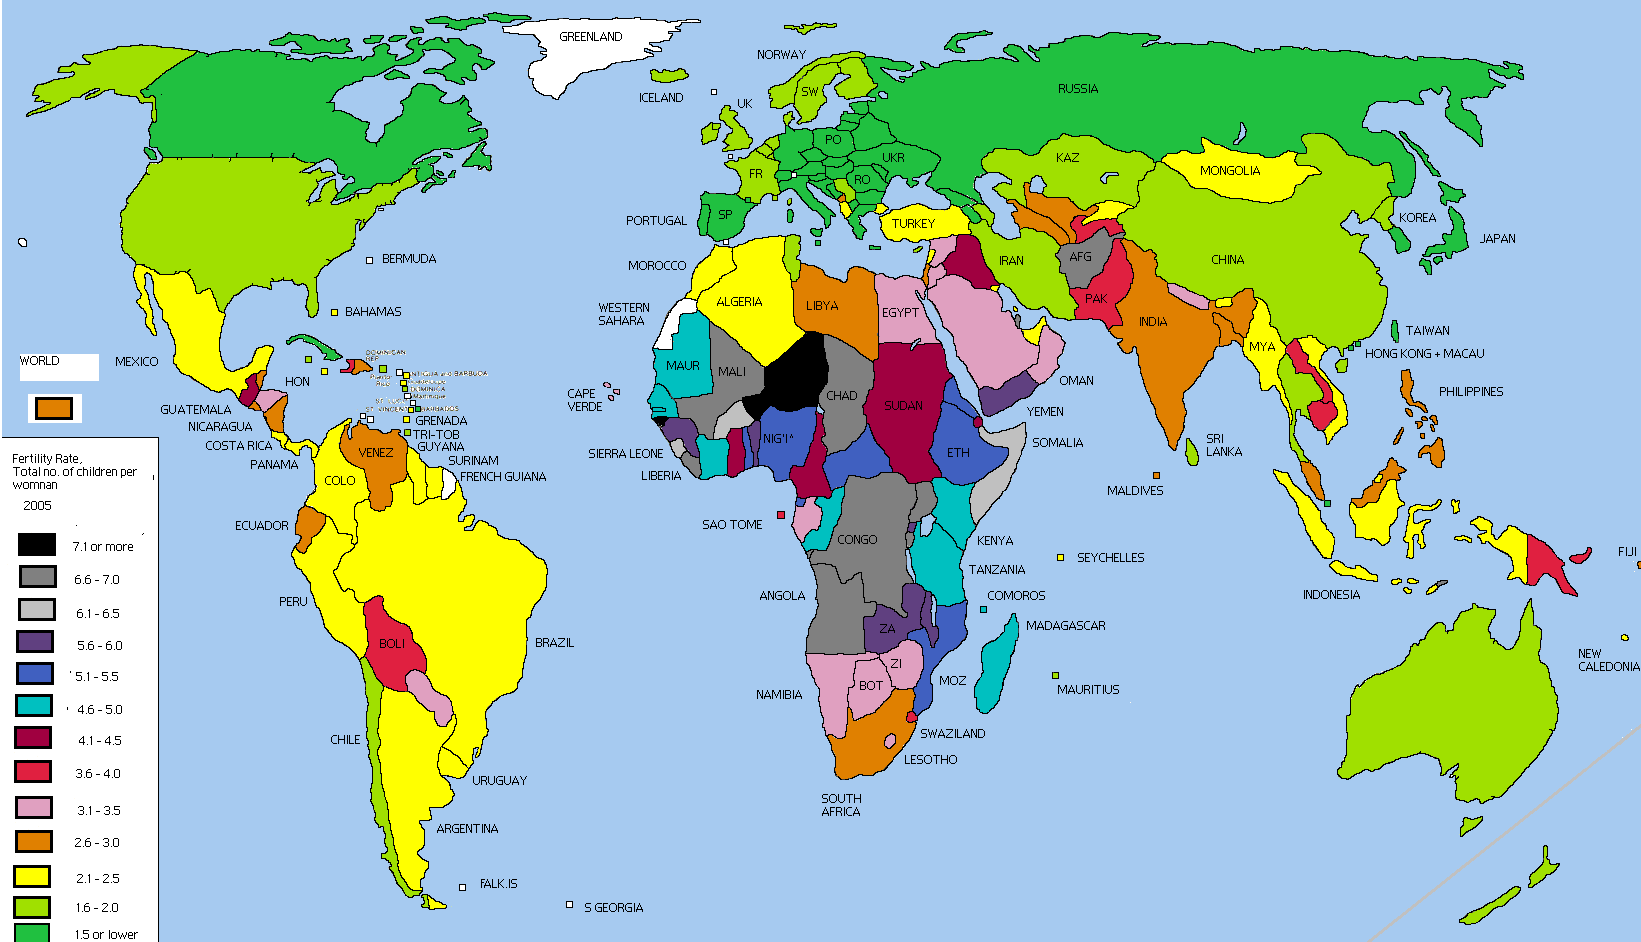 GREENLAND
NORWAY
ICELAND
UK
SW
RUSSIA
PO
UKR
KAZ
FR
RO
MONGOLIA
PORTUGAL
SP
TURKEY
KOREA
JAPAN
BERMUDA
MOROCCO
IRAN
AFG
CHINA
WESTERN
SAHARA
ALGERIA
LIBYA
EGYPT
PAK
INDIA
BAHAMAS
TAIWAN
WORLD
MEXICO
DOMINICAN
REP
HONG KONG + MACAU
MYA
MAUR
MALI
HON
BARBUDA
DOMINICA
BARBADOS
ST. VINCENT
CAPE
VERDE
CHAD
SUDAN
OMAN
YEMEN
PHILIPPINES
GUATEMALA
NICARAGUA
COSTA RICA
PANAMA
GRENADA
TRI-TOB
GUYANA
SURINAM
FRENCH GUIANA
VENEZ
COLO
NIG'I^
ETH
SOMALIA
SIERRA LEONE
LIBERIA
SRI
LANKA
MALDIVES
ECUADOR
SAO TOME
CONGO
KENYA
SEYCHELLES
FIJI
TANZANIA
PERU
ANGOLA
COMOROS
INDONESIA
BOLI
BRAZIL
ZA
MADAGASCAR
NEW
CALEDONIA
ZI
BOT
NAMIBIA
MOZ
MAURITIUS
CHILE
SWAZILAND
LESOTHO
URUGUAY
SOUTH
AFRICA
ARGENTINA
FALK.IS
S GEORGIA
Fertility Rate,
Total no. of children per
womnan
2005
7.1 or more
6.6 - 7.0
6.1 - 6.5
5.6 - 6.0
5.1 - 5.5
4.6 - 5.0
4.1 - 4.5
3.6 - 4.0
3.1 - 3.5
2.6 - 3.0
2.1 - 2.5
1.6 - 2.0
1.5 or lower